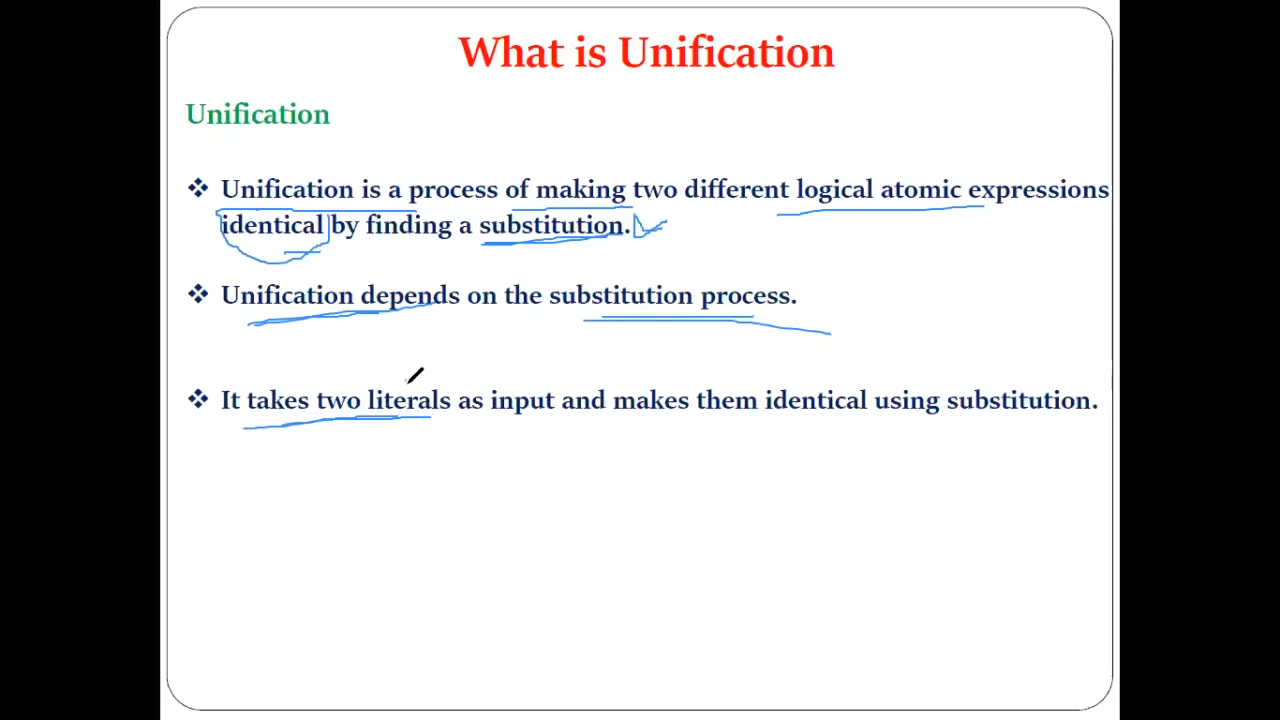 What is Unification
Unification
❖ Unification is a process of making two different logical atomic expressions
identical by finding a substitution.
❖ Unification depends on the substitution process.
❖ It takes two literals as input and makes them identical using substitution.